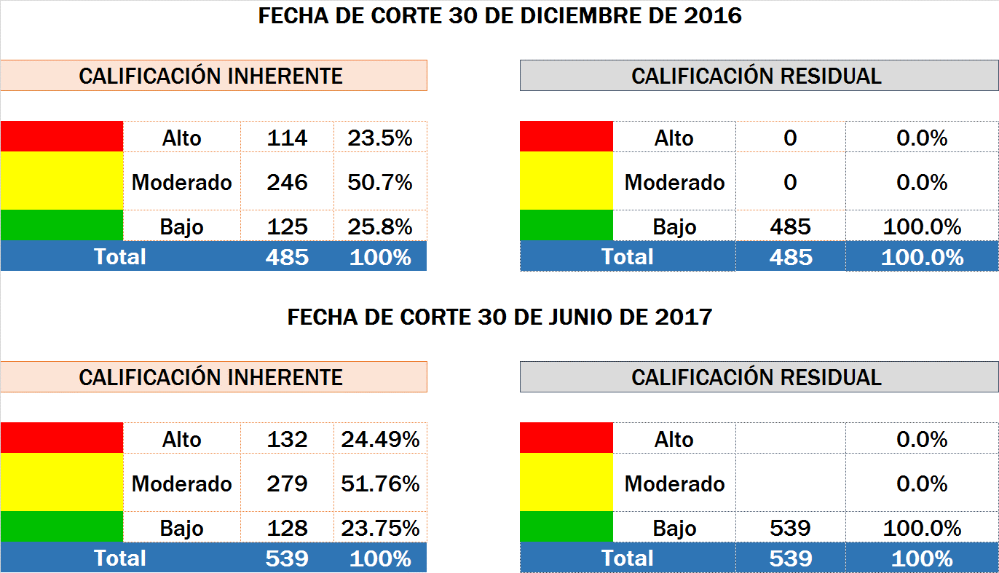 FECHA DE CORTE 30 DE DICIEMBRE DE 2016
CALIFICACIÓN INHERENTE
Alto 114 23.5%
Moderado 246 50.7%
Bajo 125 25.8%
Total 485 100%
CALIFICACIÓN RESIDUAL
Alto 0 0.0%
Moderado 0 0.0%
Bajo 485 100.0%
Total 485 100.0%
FECHA DE CORTE 30 DE JUNIO DE 2017
CALIFICACIÓN INHERENTE
Alto 132 24.49%
Moderado 279 51.76%
Bajo 128 23.75%
Total 539 100%
CALIFICACIÓN RESIDUAL
Alto 0.0%
Moderado 0.0%
Bajo 539 100.0%
Total 539 100%